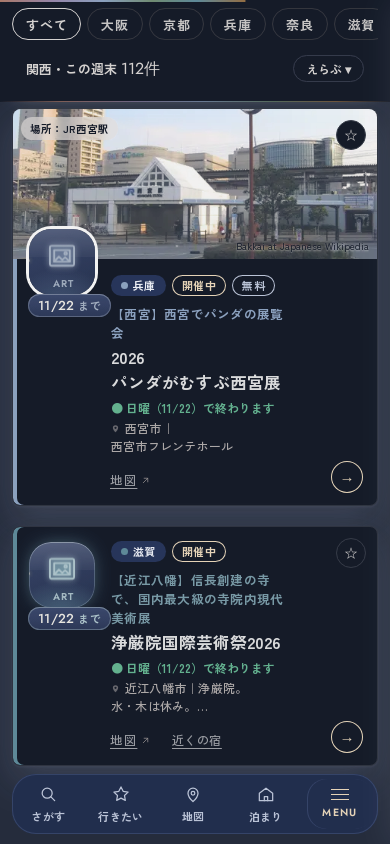 すべて 大阪 京都 兵庫 奈良 滋賀
関西・この週末 112件 えらぶ ▾
場所：JR西宮駅 ☆
Bakkai at Japanese Wikipedia
ART
11/22 まで
兵庫 開催中 無料
【西宮】西宮でパンダの展覧
会
2026
パンダがむすぶ西宮展
日曜（11/22）で終わります
西宮市｜
西宮市フレンテホール
地図 ↗ →
ART
11/22 まで
滋賀 開催中 ☆
【近江八幡】信長創建の寺
で、国内最大級の寺院内現代
美術展
浄厳院国際芸術祭2026
日曜（11/22）で終わります
近江八幡市｜浄厳院。
水・木は休み。…
地図 ↗ 近くの宿 →
さがす 行きたい 地図 泊まり MENU